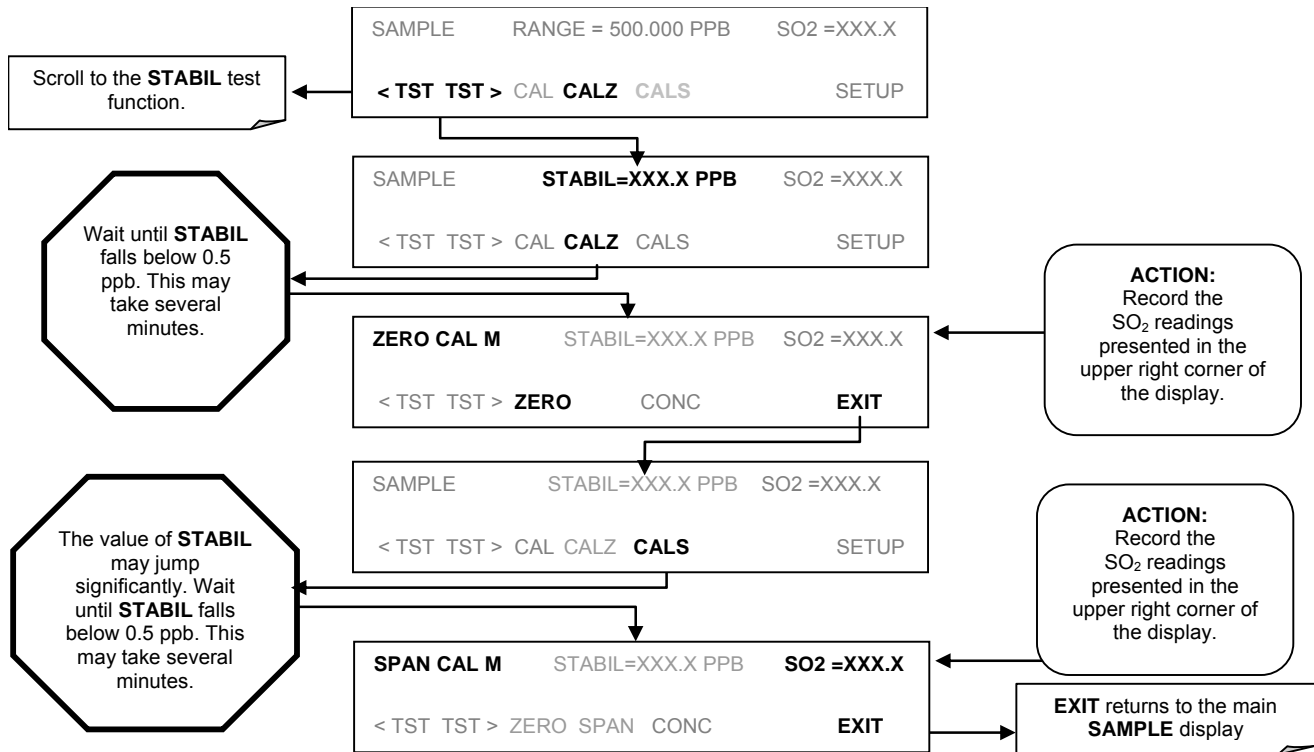 SAMPLE RANGE = 500.000 PPB SO2 =XXX.X
Scroll to the STABIL test
function.
< TST TST > CAL CALZ CALS SETUP
SAMPLE STABIL=XXX.X PPB SO2 =XXX.X
< TST TST > CAL CALZ CALS SETUP
Wait until STABIL
falls below 0.5
ppb. This may
take several
minutes.
ACTION:
Record the
SO₂ readings
presented in the
upper right corner of
the display.
ZERO CAL M STABIL=XXX.X PPB SO2 =XXX.X
< TST TST > ZERO CONC EXIT
SAMPLE STABIL=XXX.X PPB SO2 =XXX.X
< TST TST > CAL CALZ CALS SETUP
The value of STABIL
may jump
significantly. Wait
until STABIL falls
below 0.5 ppb. This
may take several
minutes.
ACTION:
Record the
SO₂ readings
presented in the
upper right corner of
the display.
SPAN CAL M STABIL=XXX.X PPB SO2 =XXX.X
< TST TST > ZERO SPAN CONC EXIT
EXIT returns to the main
SAMPLE display